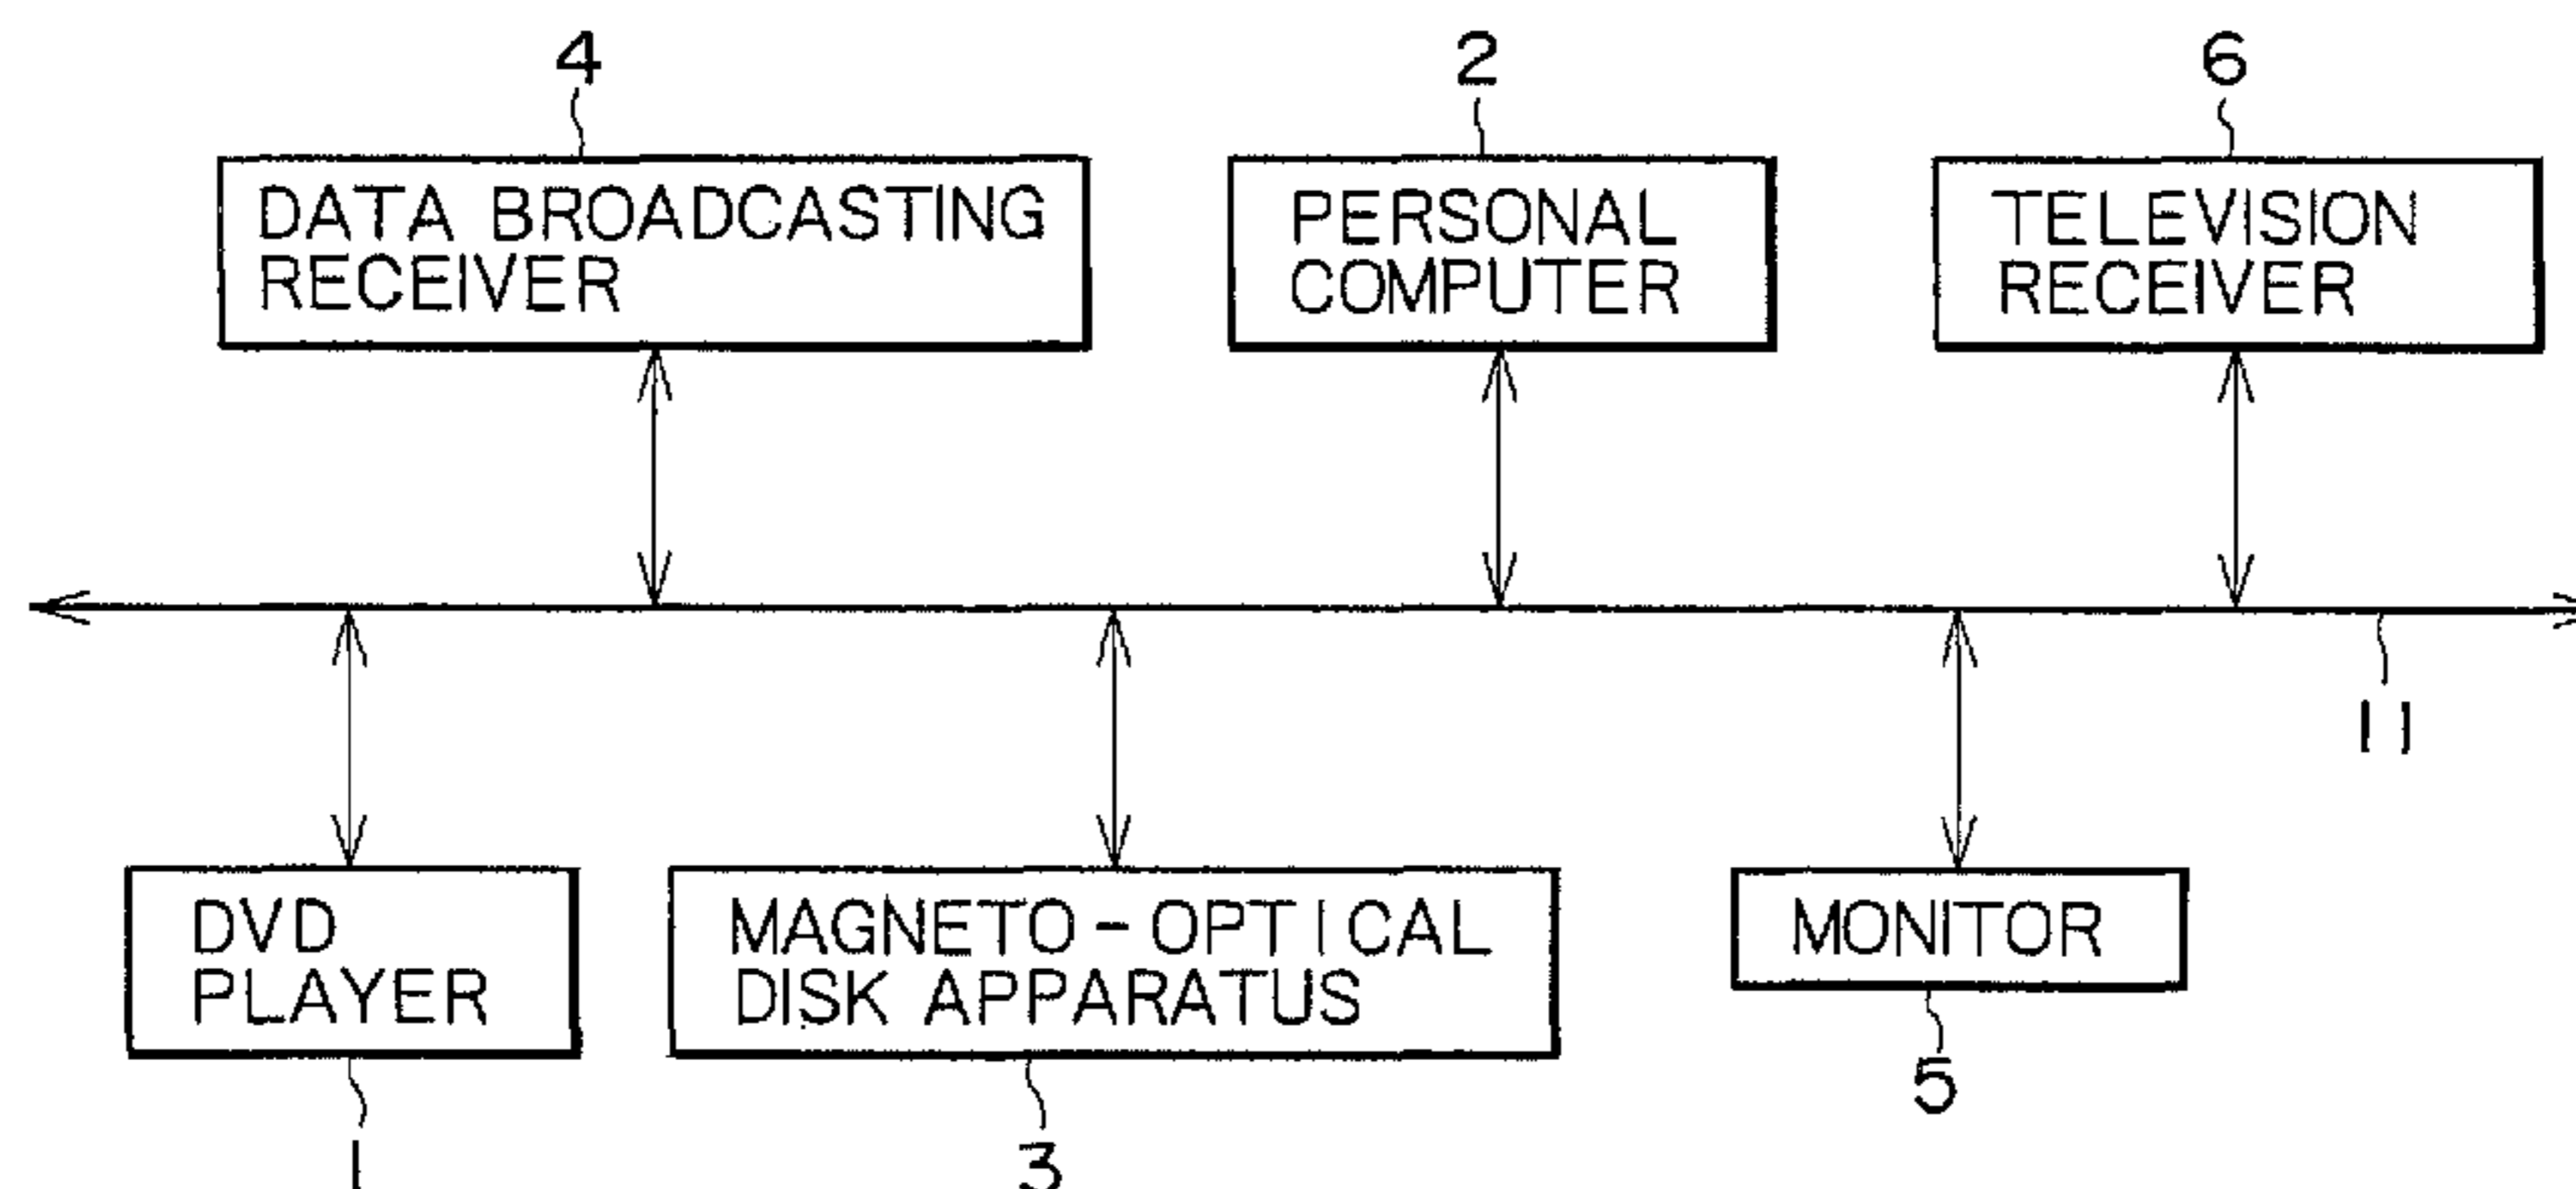 4
2
6
DATA BROADCASTING
RECEIVER
PERSONAL
COMPUTER
TELEVISION
RECEIVER
11
DVD
PLAYER
MAGNETO-OPTICAL
DISK APPARATUS
MONITOR
5
1
3